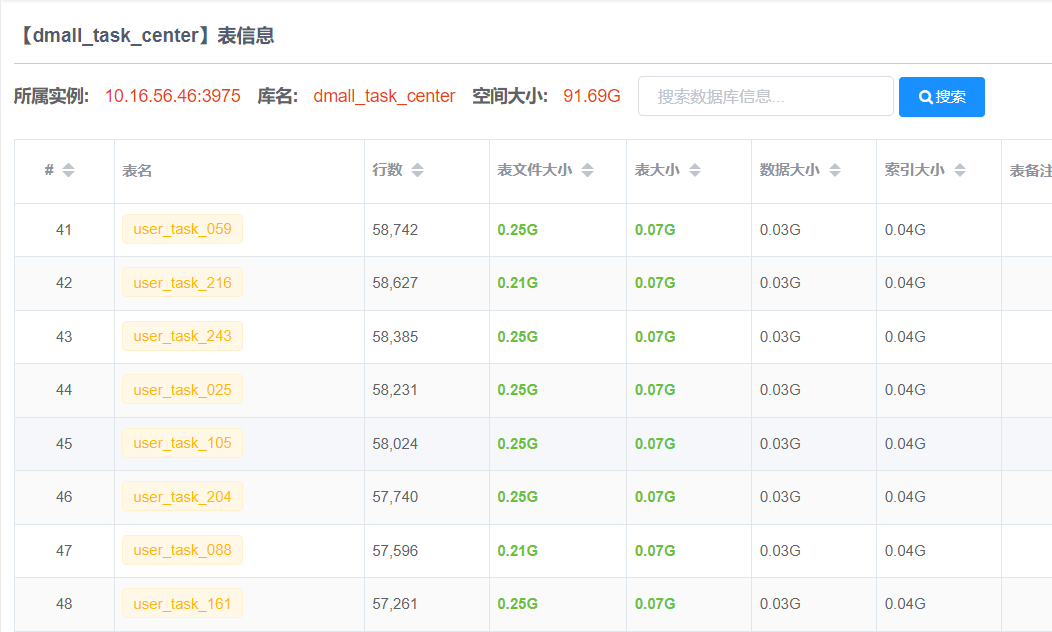 【dmall_task_center】表信息
所属实例: 10.16.56.46:3975 库名: dmall_task_center 空间大小: 91.69G 搜索数据库信息... 搜索
# 表名 行数 表文件大小 表大小 数据大小 索引大小 表备注
41 user_task_059 58,742 0.25G 0.07G 0.03G 0.04G
42 user_task_216 58,627 0.21G 0.07G 0.03G 0.04G
43 user_task_243 58,385 0.25G 0.07G 0.03G 0.04G
44 user_task_025 58,231 0.25G 0.07G 0.03G 0.04G
45 user_task_105 58,024 0.25G 0.07G 0.03G 0.04G
46 user_task_204 57,740 0.25G 0.07G 0.03G 0.04G
47 user_task_088 57,596 0.21G 0.07G 0.03G 0.04G
48 user_task_161 57,261 0.25G 0.07G 0.03G 0.04G